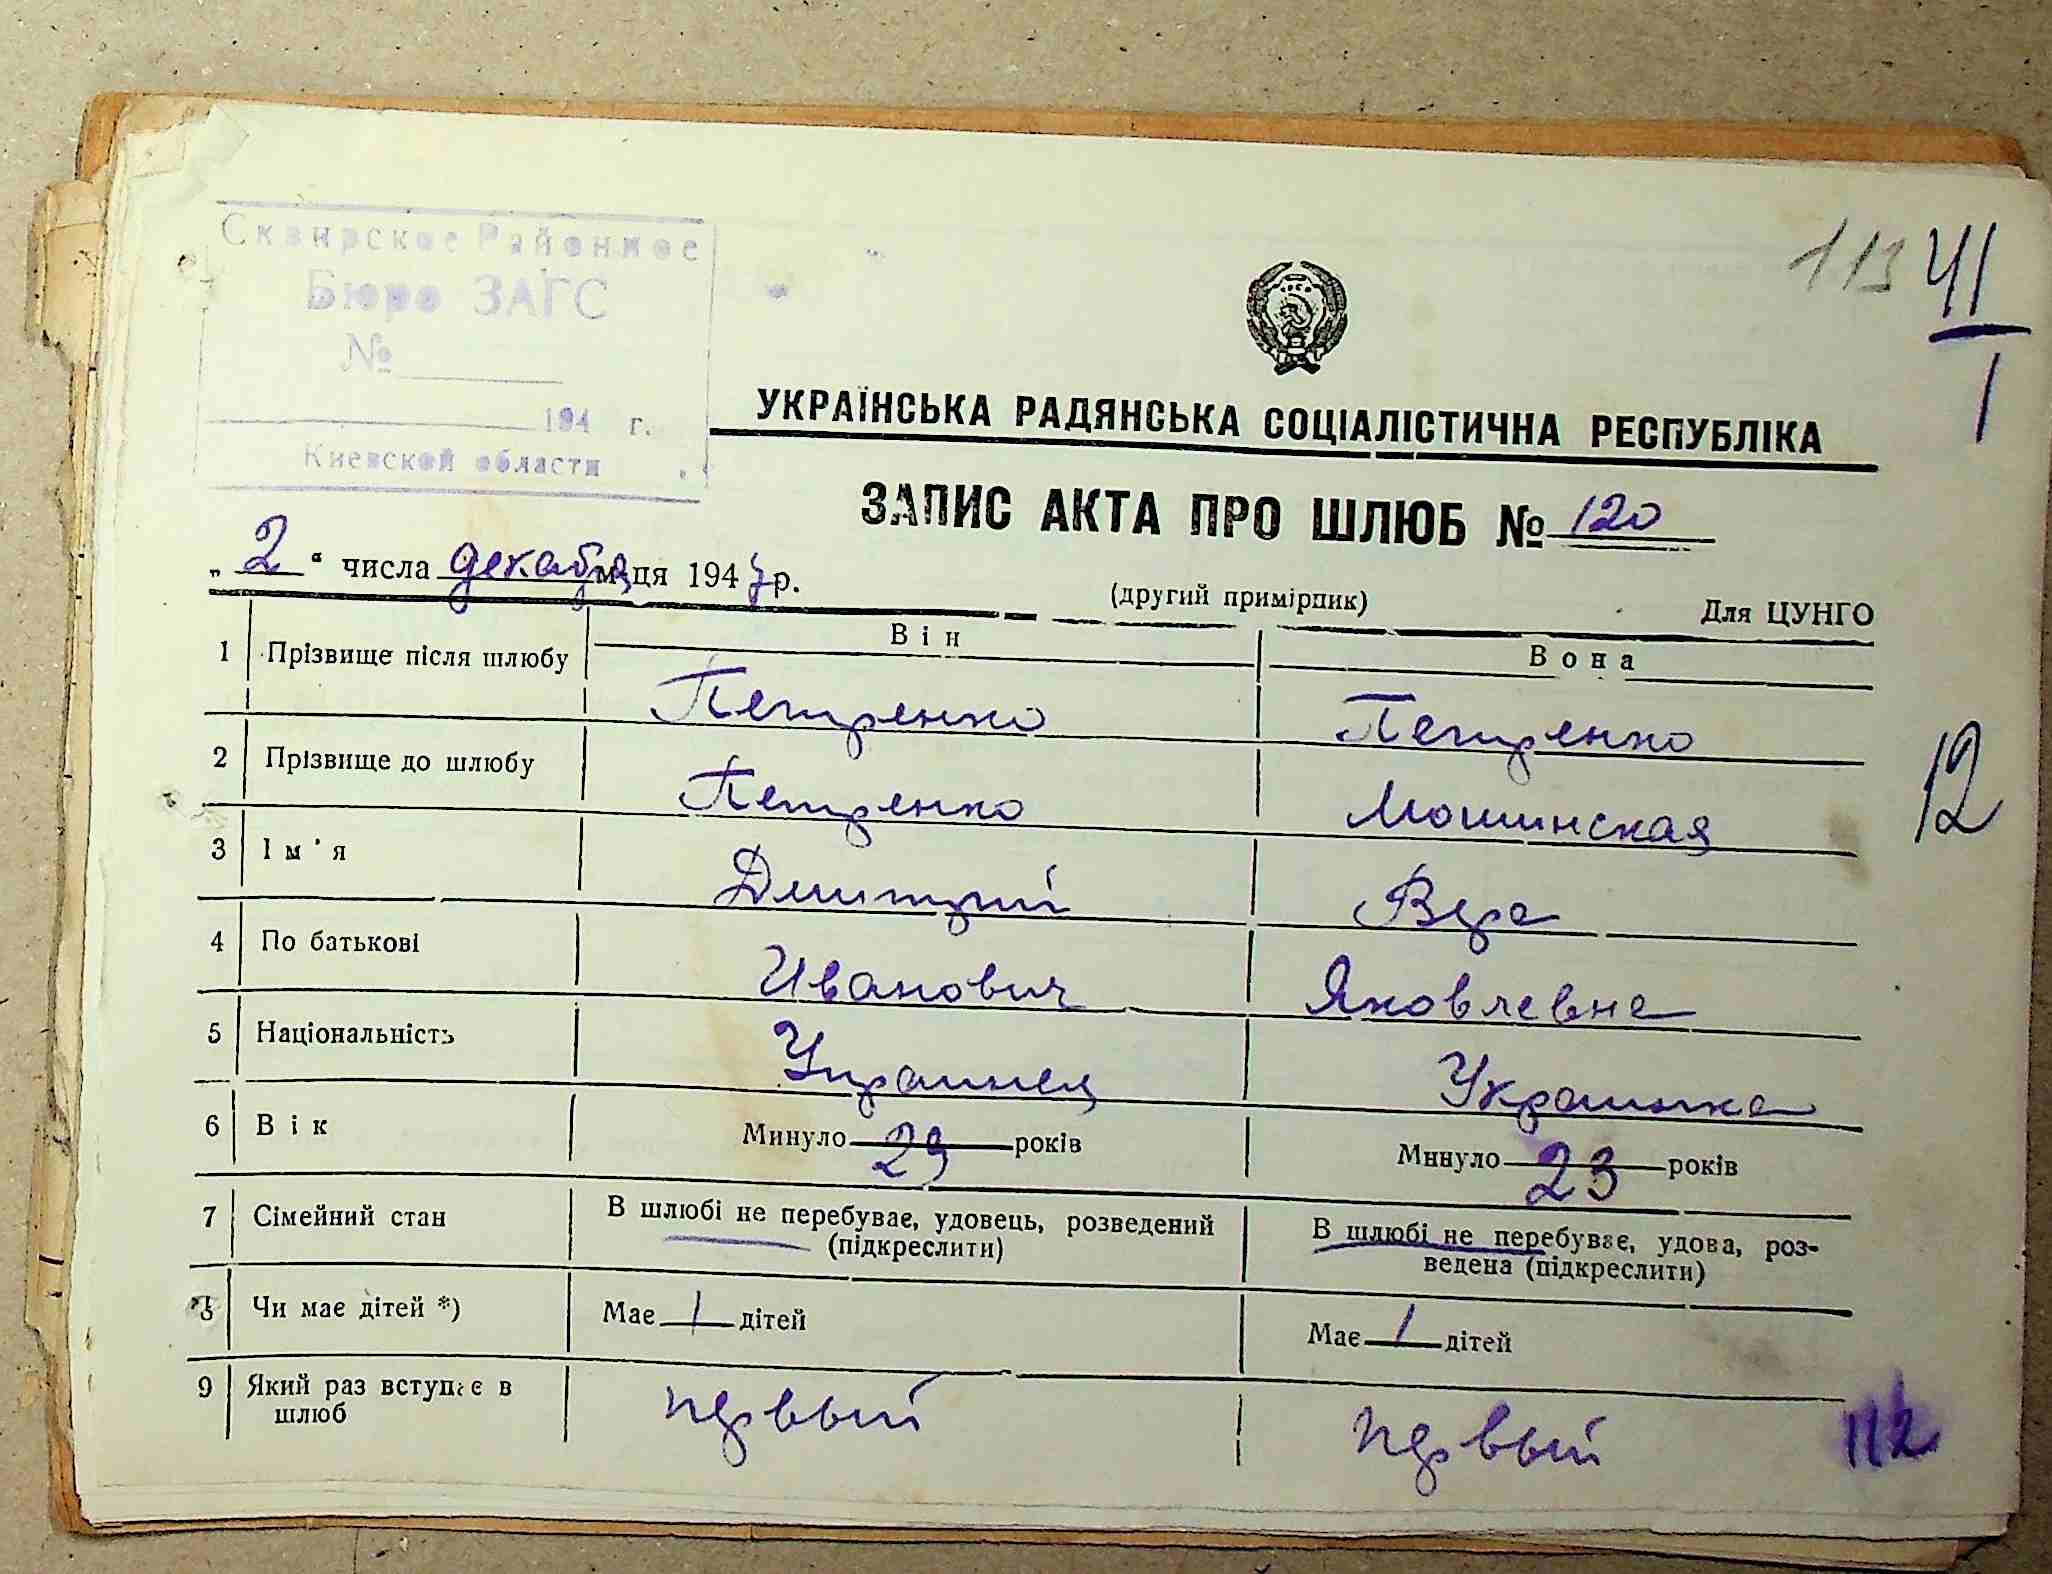 Сквирское Районное
Бюро ЗАГС
№
194 г.
Киевской области
113 41
1
УКРАЇНСЬКА РАДЯНСЬКА СОЦІАЛІСТИЧНА РЕСПУБЛІКА
ЗАПИС АКТА ПРО ШЛЮБ № 120
„2“ числа декабря м-ця 1947 р.
(другий примірник) Для ЦУНГО
Він Вона
1 Прізвище після шлюбу Петренко Петренко
2 Прізвище до шлюбу Петренко Мошинская
12
3 Ім'я Дмитрий Вера
4 По батькові Иванович Яковлевна
5 Національність Украинец Украинка
6 Вік Минуло 29 років Минуло 23 років
7 Сімейний стан В шлюбі не перебуває, удовець, розведений (підкреслити) В шлюбі не перебуває, удова, роз-
ведена (підкреслити)
8 Чи має дітей *) Має 1 дітей Має 1 дітей
9 Який раз вступає в шлюб первый первый
112